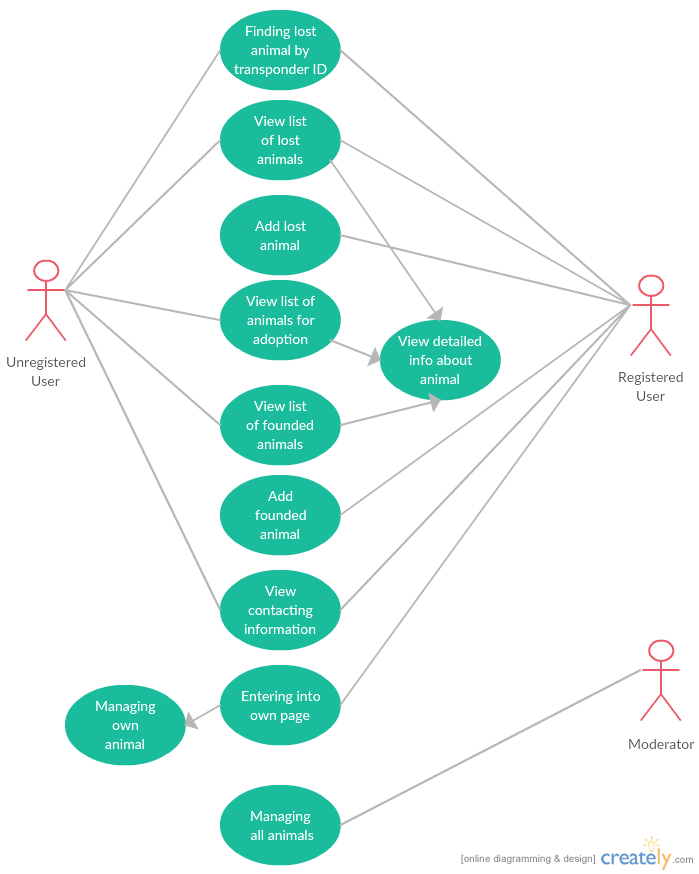 Finding lost
animal by
transponder ID
View list
of lost
animals
Add lost
animal
View list of
animals for
adoption
Unregistered
User
View detailed
info about
animal
Registered
User
View list
of founded
animals
Add
founded
animal
View
contacting
information
Managing
own
animal
Entering into
own page
Moderator
Managing
all animals
[online diagramming & design] creately.com